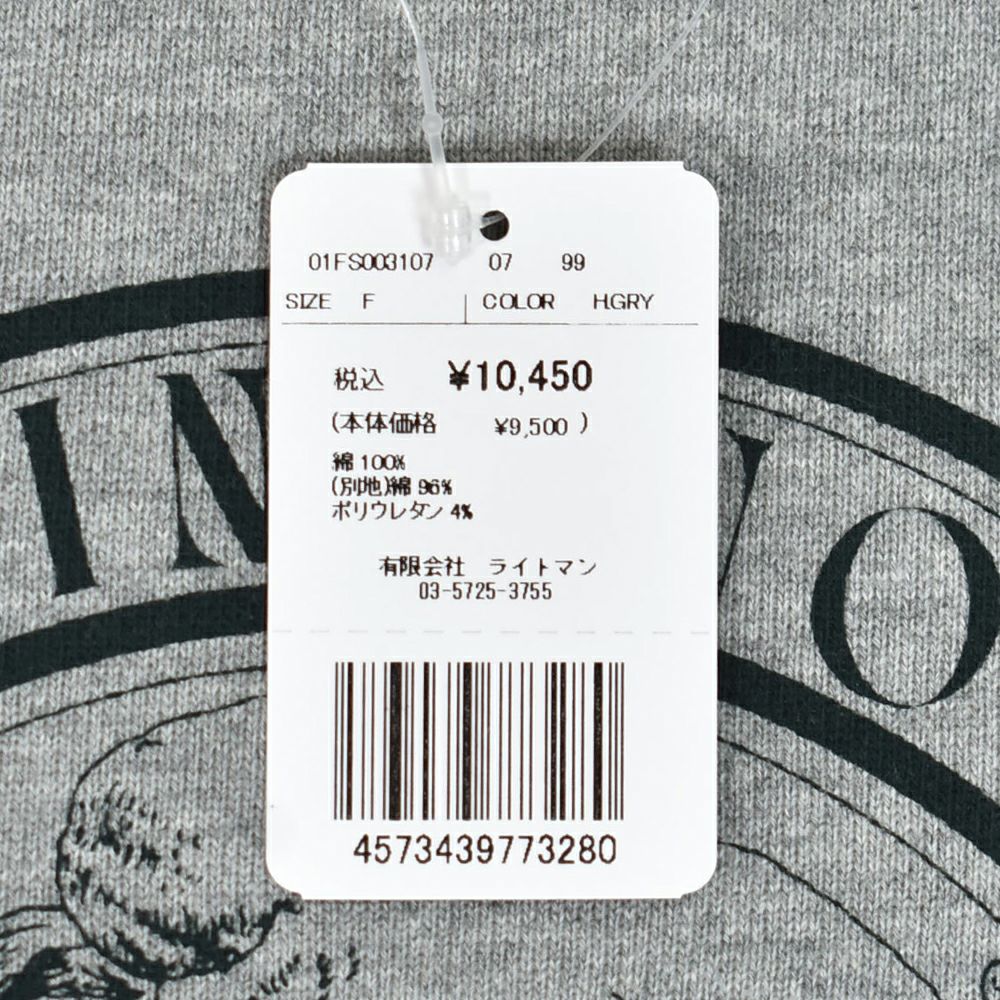 01FS003107 07 99
SIZE F COLOR H.GRY
税込 ¥10,450
(本体価格 ¥9,500 )
綿 100%
(別地)綿 96%
ポリウレタン 4%
有限会社 ライトマン
03-5725-3755
4573439773280